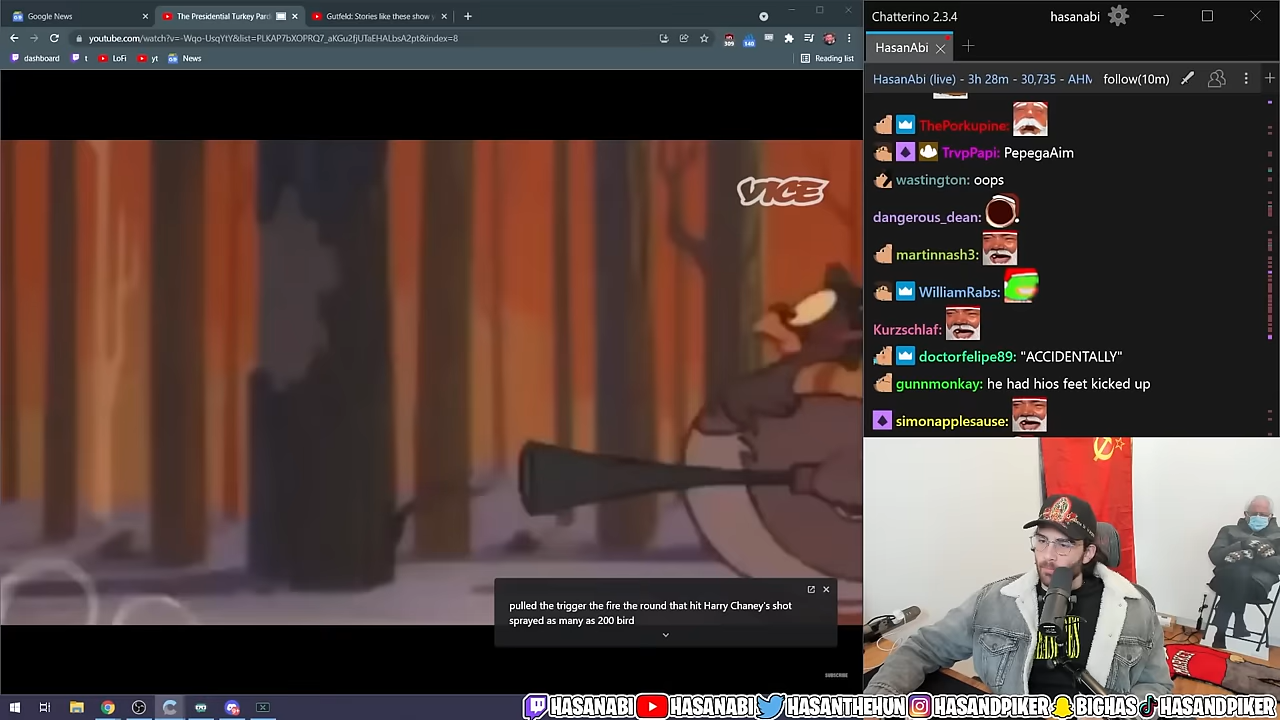 Google News
The Presidential Turkey Pard
Gutfeld: Stories like these show
youtube.com/watch?v=-Wqo-UsqYtY&list=PLKAP7bXOPRQ7_aKGu2fjUTaEHALbsA2pt&index=8
309
140
dashboard
t
LoFi
yt
News
Reading list
VICE
pulled the trigger the fire the round that hit Harry Chaney's shot
sprayed as many as 200 bird
SUBSCRIBE
Chatterino 2.3.4
hasanabi
HasanAbi
HasanAbi (live) - 3h 28m - 30,735 - AHM
follow(10m)
ThePorkupine:
TrvpPapi: PepegaAim
wastington: oops
dangerous_dean:
martinnash3:
WilliamRabs:
Kurzschlaf:
doctorfelipe89: "ACCIDENTALLY"
gunnmonkay: he had hios feet kicked up
simonapplesause:
HASANABI HASANABI HASANTHEHUN HASANDPIKER BIGHAS HASANDPIKER